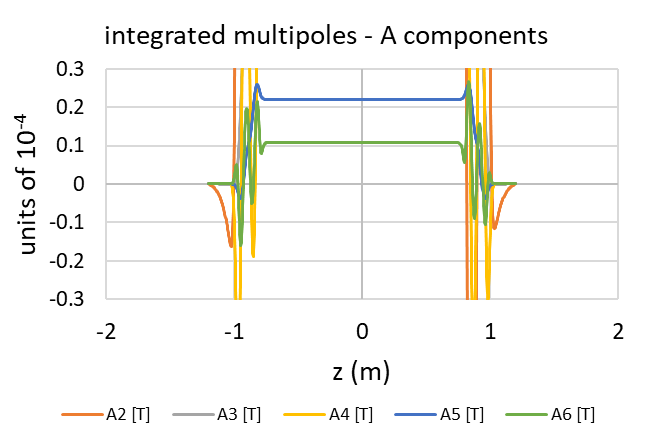 integrated multipoles - A components
units of 10⁻⁴
0.3
0.2
0.1
0
-0.1
-0.2
-0.3
-2 -1 0 1 2
z (m)
A2 [T] A3 [T] A4 [T] A5 [T] A6 [T]